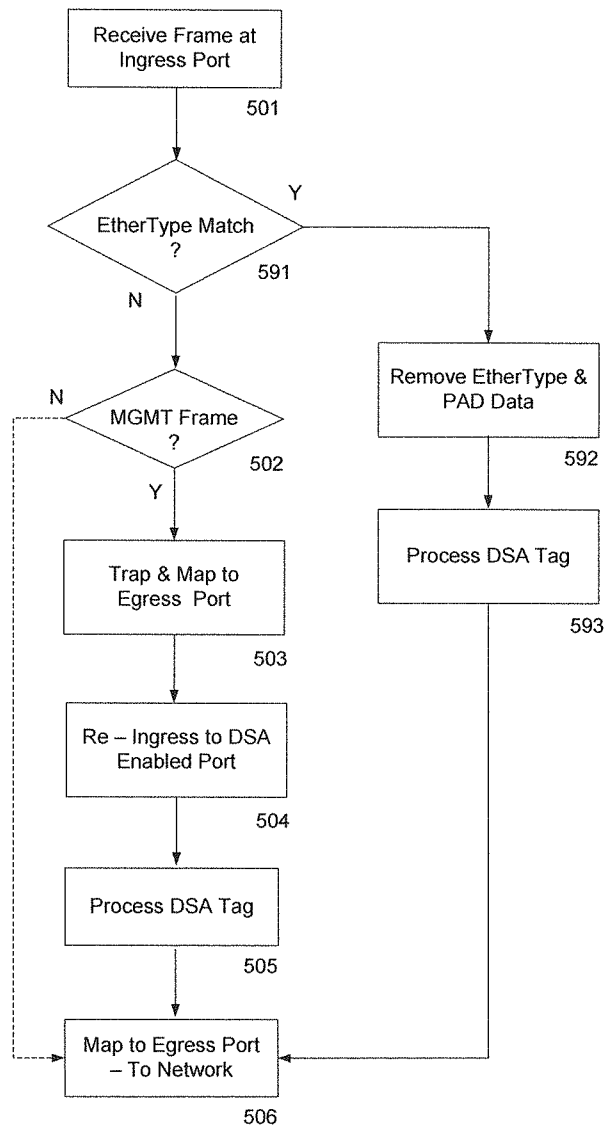 Receive Frame at
Ingress Port
501
Y
EtherType Match
?
591
N
N
MGMT Frame
?
502
Y
Remove EtherType &
PAD Data
592
Trap & Map to
Egress Port
503
Process DSA Tag
593
Re – Ingress to DSA
Enabled Port
504
Process DSA Tag
505
Map to Egress Port
– To Network
506